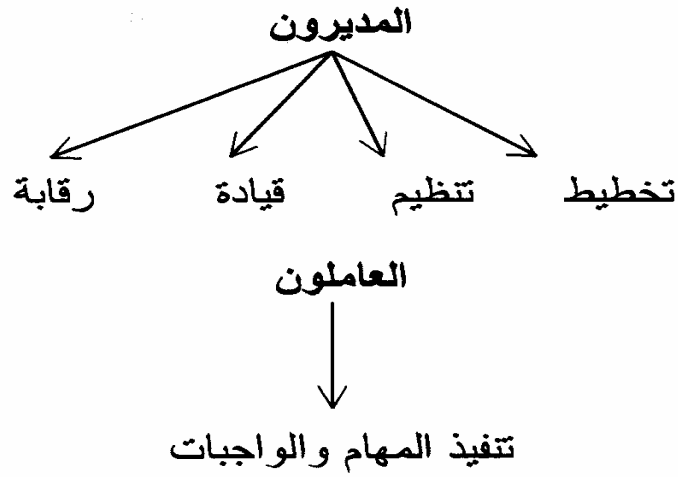 المديرون
تخطيط تنظيم قيادة رقابة
العاملون
تنفيذ المهام والواجبات